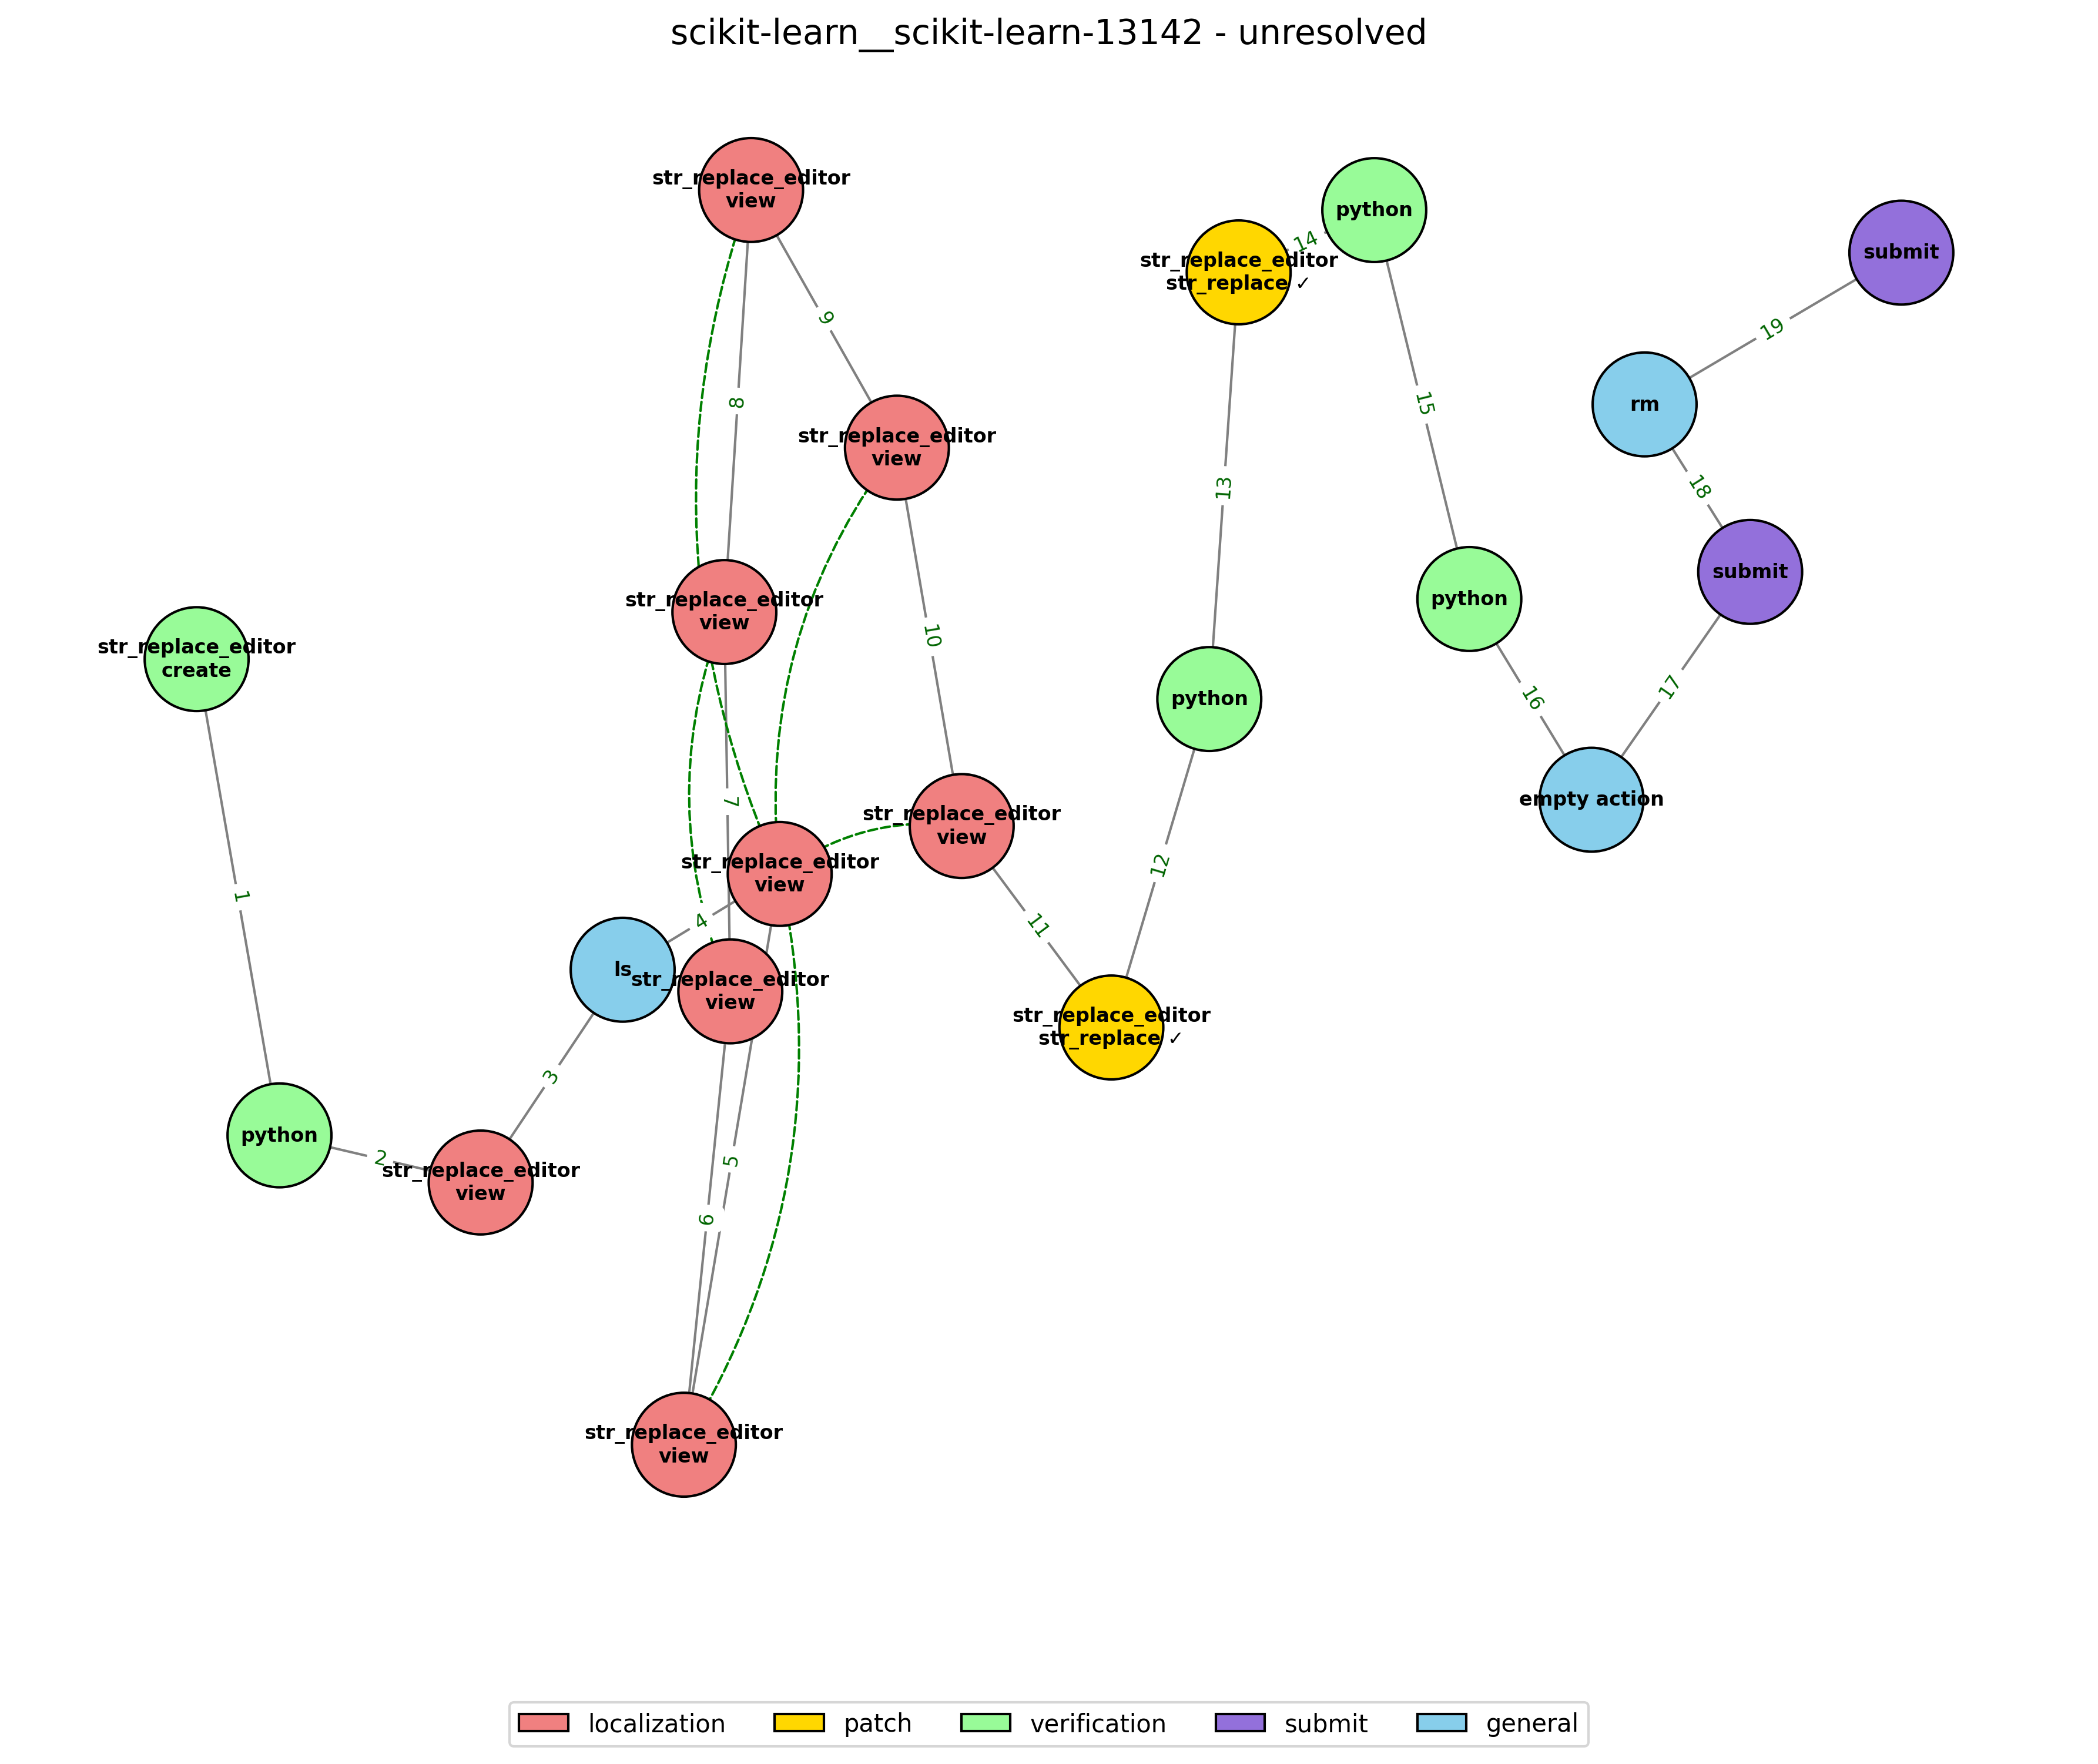 scikit-learn__scikit-learn-13142 - unresolved
str_replace_editor
create
1
python
2
str_replace_editor
view
3
ls
4
str_replace_editor
view
5
str_replace_editor
view
6
str_replace_editor
view
7
str_replace_editor
view
8
str_replace_editor
view
9
str_replace_editor
view
10
str_replace_editor
view
11
str_replace_editor
str_replace ✓
12
python
13
str_replace_editor
str_replace ✓
14
python
15
python
16
empty action
17
submit
18
rm
19
submit
localization
patch
verification
submit
general